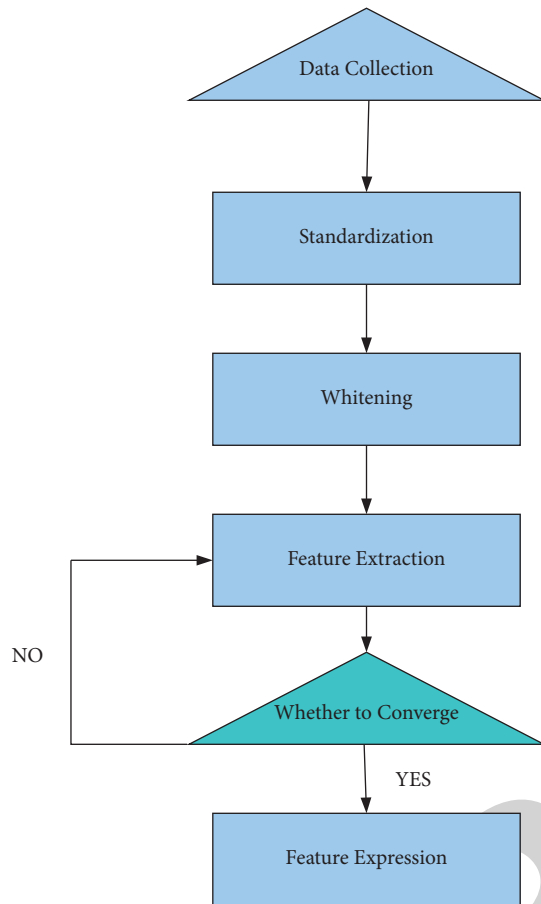 Data Collection
Standardization
Whitening
Feature Extraction
NO
Whether to Converge
YES
Feature Expression